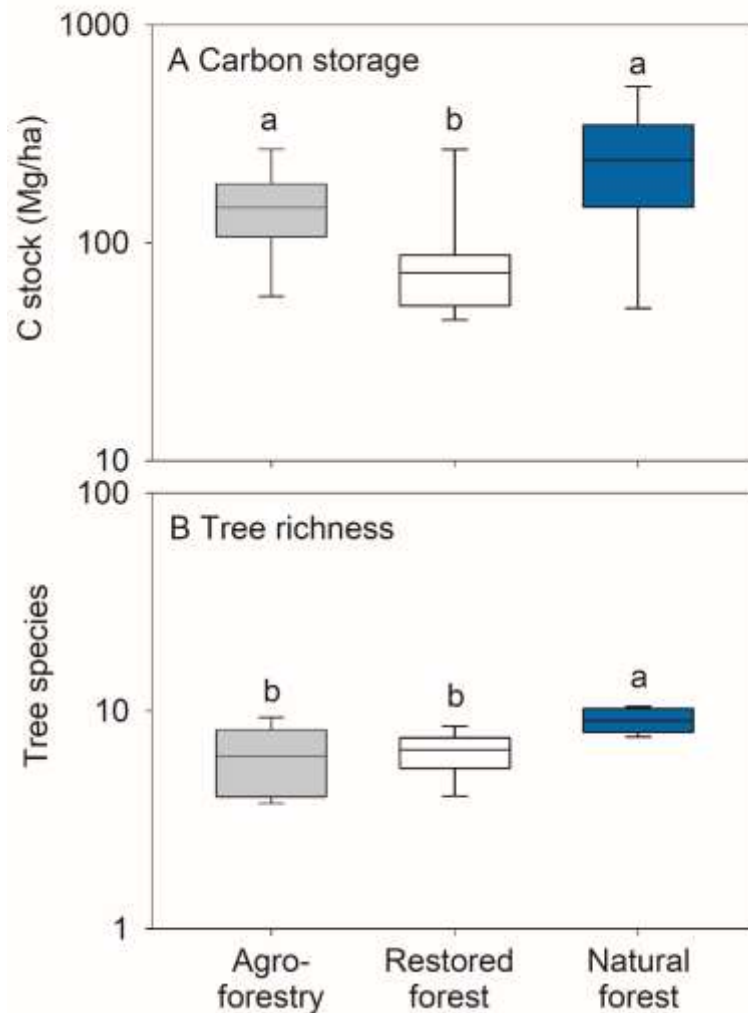 1000
A Carbon storage
a
b
a
C stock (Mg/ha)
100
10
100
B Tree richness
b
b
a
Tree species
10
1
Agro-
forestry
Restored
forest
Natural
forest